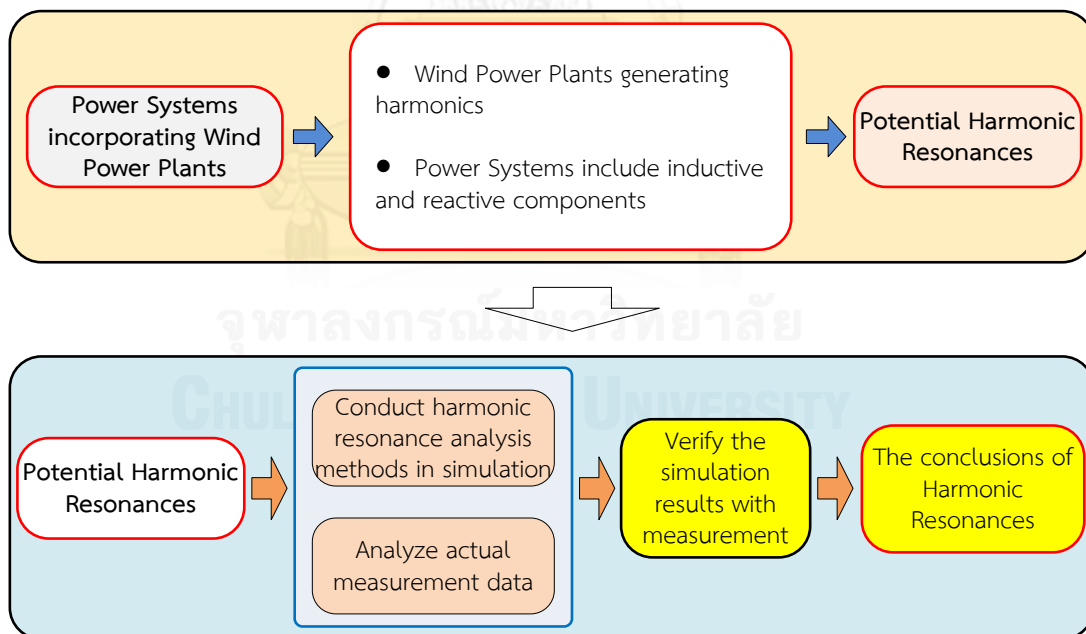 Power Systems
incorporating Wind
Power Plants
● Wind Power Plants generating
harmonics
● Power Systems include inductive
and reactive components
Potential Harmonic
Resonances
จุฬาลงกรณ์มหาวิทยาลัย
CHUL
UNIVERSITY
Potential Harmonic
Resonances
Conduct harmonic
resonance analysis
methods in simulation
Analyze actual
measurement data
Verify the
simulation
results with
measurement
The conclusions of
Harmonic
Resonances